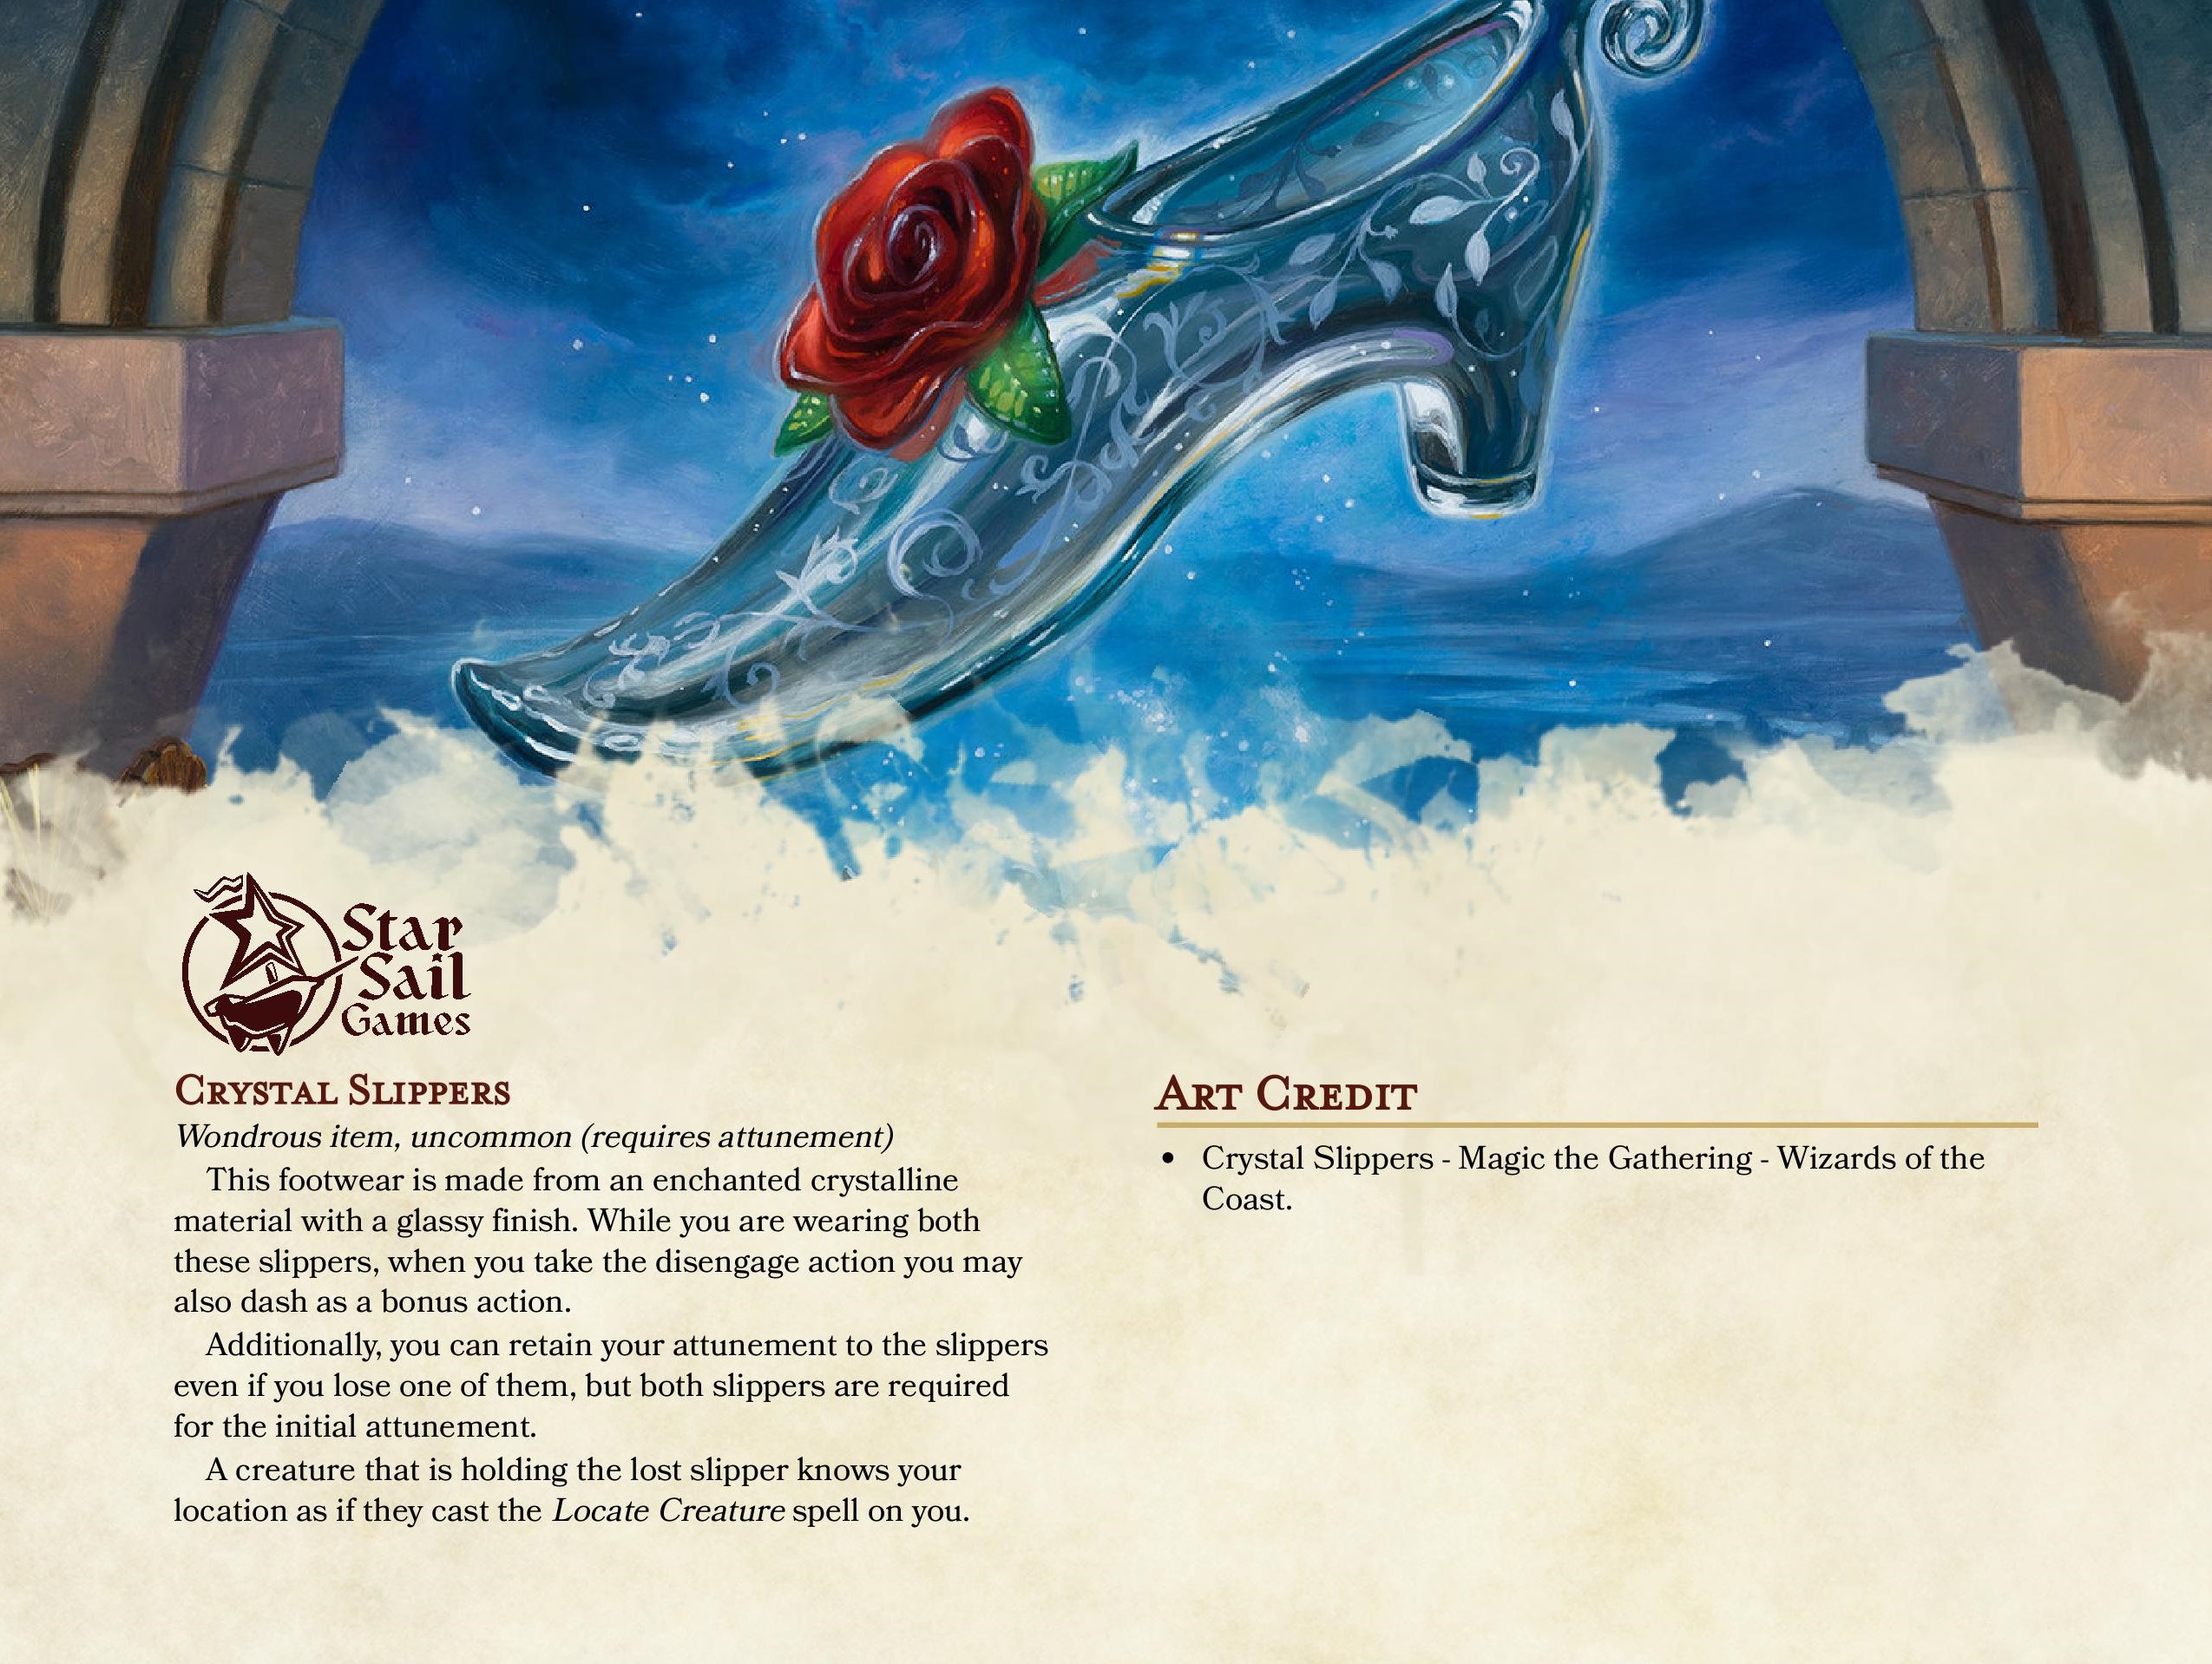 Star
Sail
Games
Crystal Slippers
Wondrous item, uncommon (requires attunement)
This footwear is made from an enchanted crystalline
material with a glassy finish. While you are wearing both
these slippers, when you take the disengage action you may
also dash as a bonus action.
Additionally, you can retain your attunement to the slippers
even if you lose one of them, but both slippers are required
for the initial attunement.
A creature that is holding the lost slipper knows your
location as if they cast the Locate Creature spell on you.
Art Credit
• Crystal Slippers - Magic the Gathering - Wizards of the
Coast.